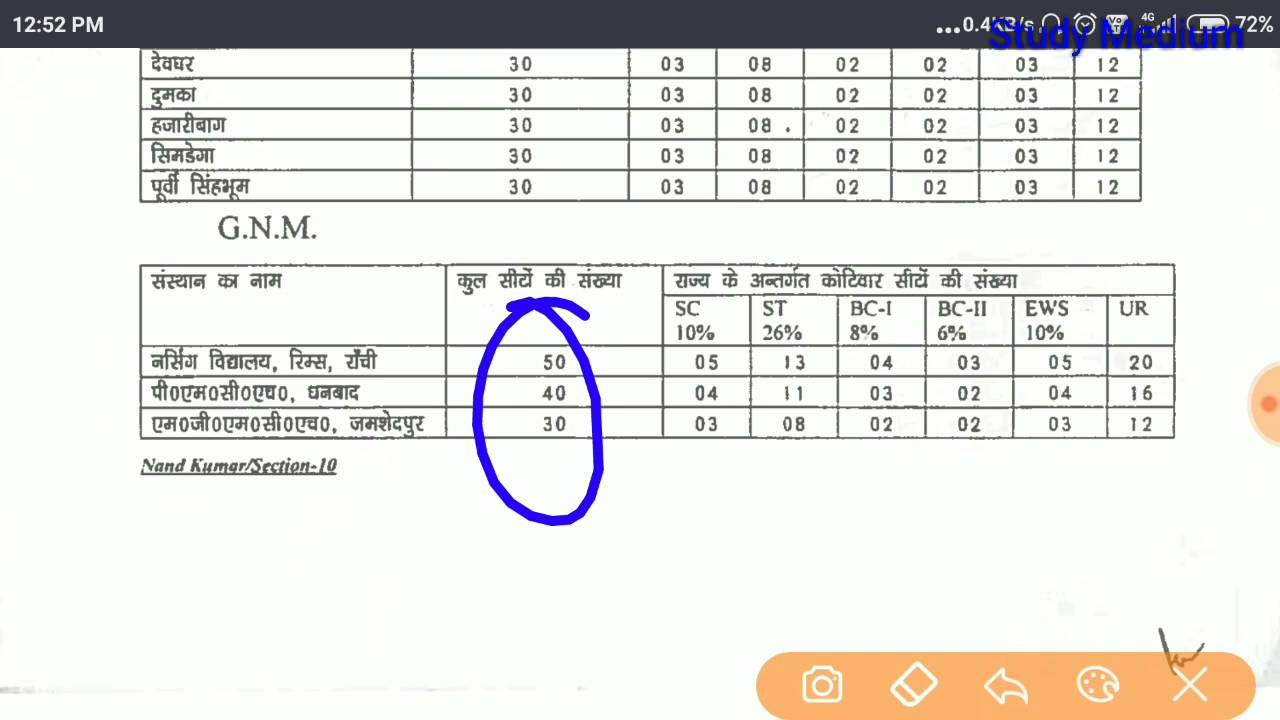 12:52 PM ...0.4KB/s 4G 72%
Study Medium
देवघर 30 03 08 02 02 03 12
दुमका 30 03 08 02 02 03 12
हजारीबाग 30 03 08 02 02 03 12
सिमडेगा 30 03 08 02 02 03 12
पूर्वी सिंहभूम 30 03 08 02 02 03 12
G.N.M.
संस्थान का नाम कुल सीटों की संख्या राज्य के अन्तर्गत कोटिवार सीटों की संख्या
SC ST BC-I BC-II EWS UR
10% 26% 8% 6% 10%
नर्सिंग विद्यालय, रिम्स, राँची 50 05 13 04 03 05 20
पी0एम0सी0एच0, धनबाद 40 04 11 03 02 04 16
एम0जी0एम0सी0एच0, जमशेदपुर 30 03 08 02 02 03 12
Nand Kumar/Section-10